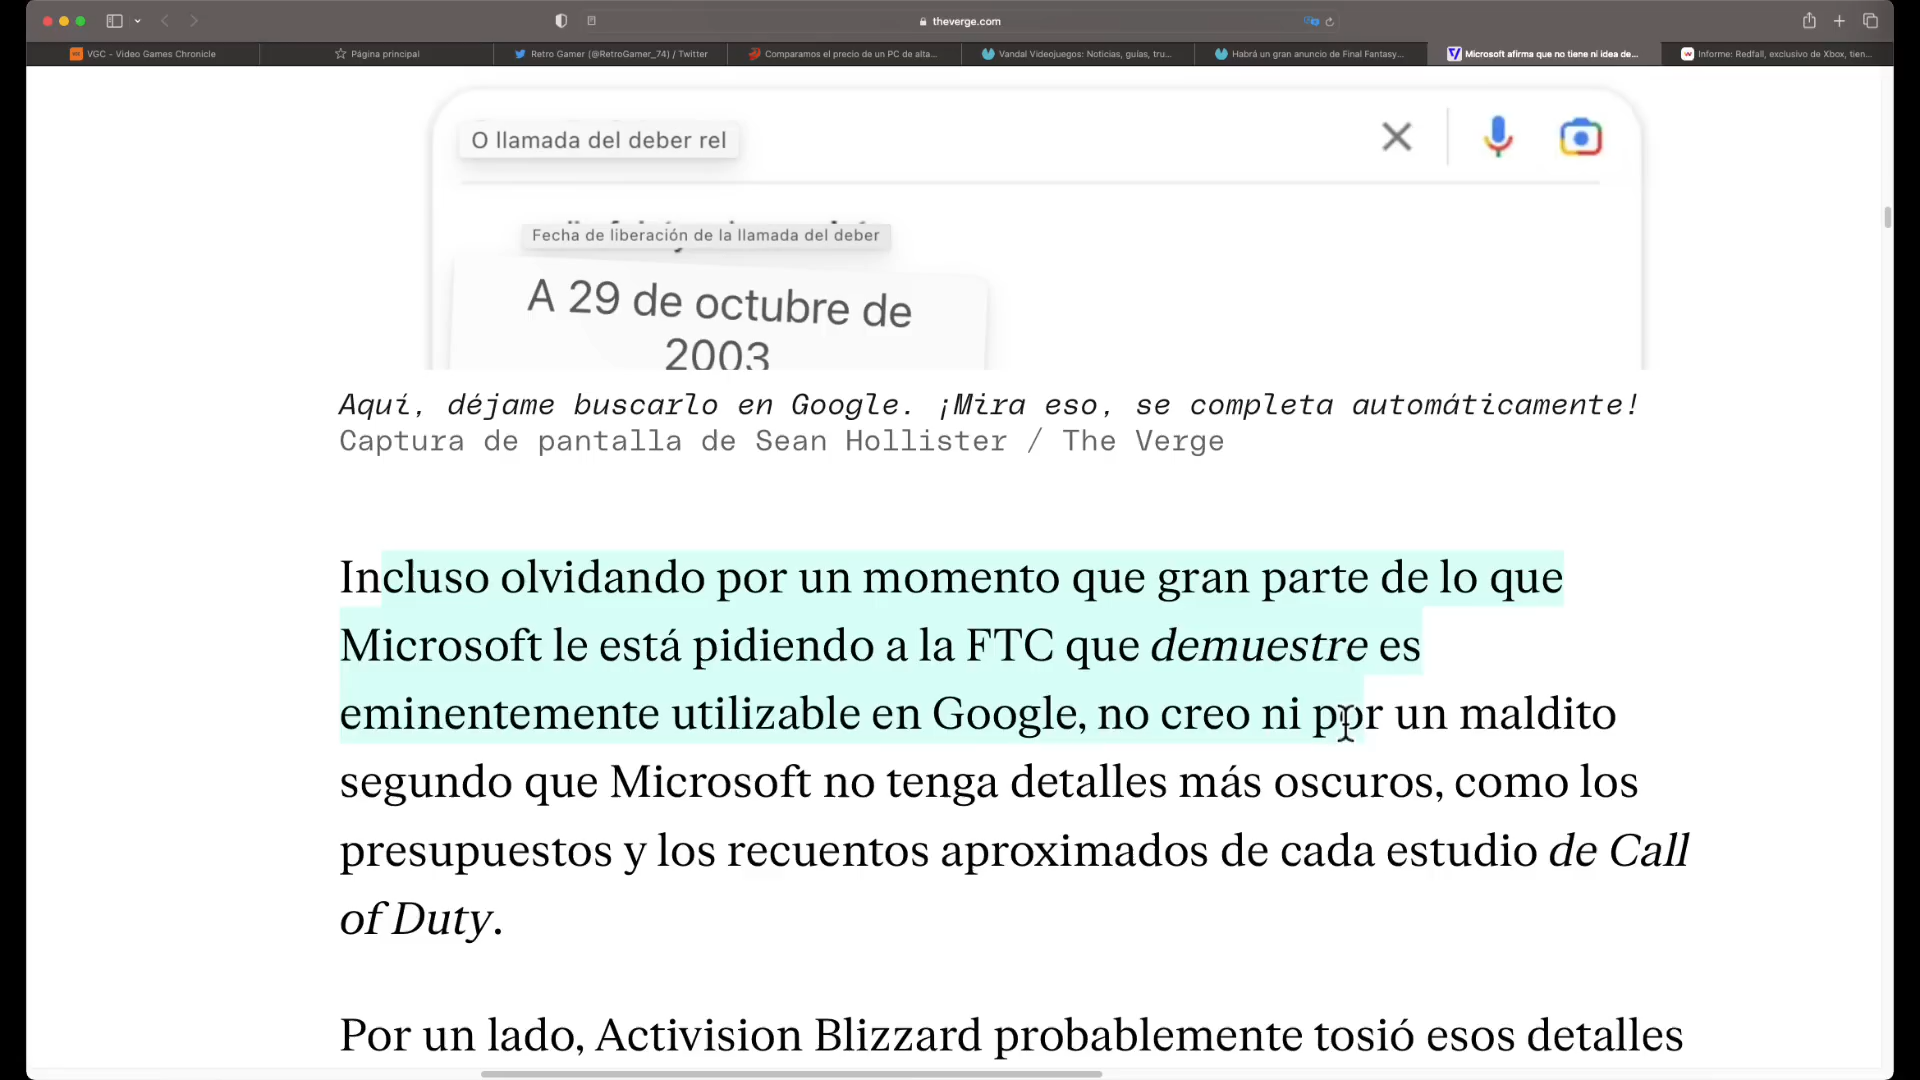 theverge.com
VGC - Video Games Chronicle
Página principal
Retro Gamer (@RetroGamer_74) / Twitter
Comparamos el precio de un PC de alta...
Vandal Videojuegos: Noticias, guías, tru...
Habrá un gran anuncio de Final Fantasy...
Microsoft afirma que no tiene ni idea de...
Informe: Redfall, exclusivo de Xbox, tien...
O llamada del deber rel
Fecha de liberación de la llamada del deber
A 29 de octubre de
2003
Aquí, déjame buscarlo en Google. ¡Mira eso, se completa automáticamente!
Captura de pantalla de Sean Hollister / The Verge
Incluso olvidando por un momento que gran parte de lo que
Microsoft le está pidiendo a la FTC que demuestre es
eminentemente utilizable en Google, no creo ni por un maldito
segundo que Microsoft no tenga detalles más oscuros, como los
presupuestos y los recuentos aproximados de cada estudio de Call
of Duty.
Por un lado, Activision Blizzard probablemente tosió esos detalles